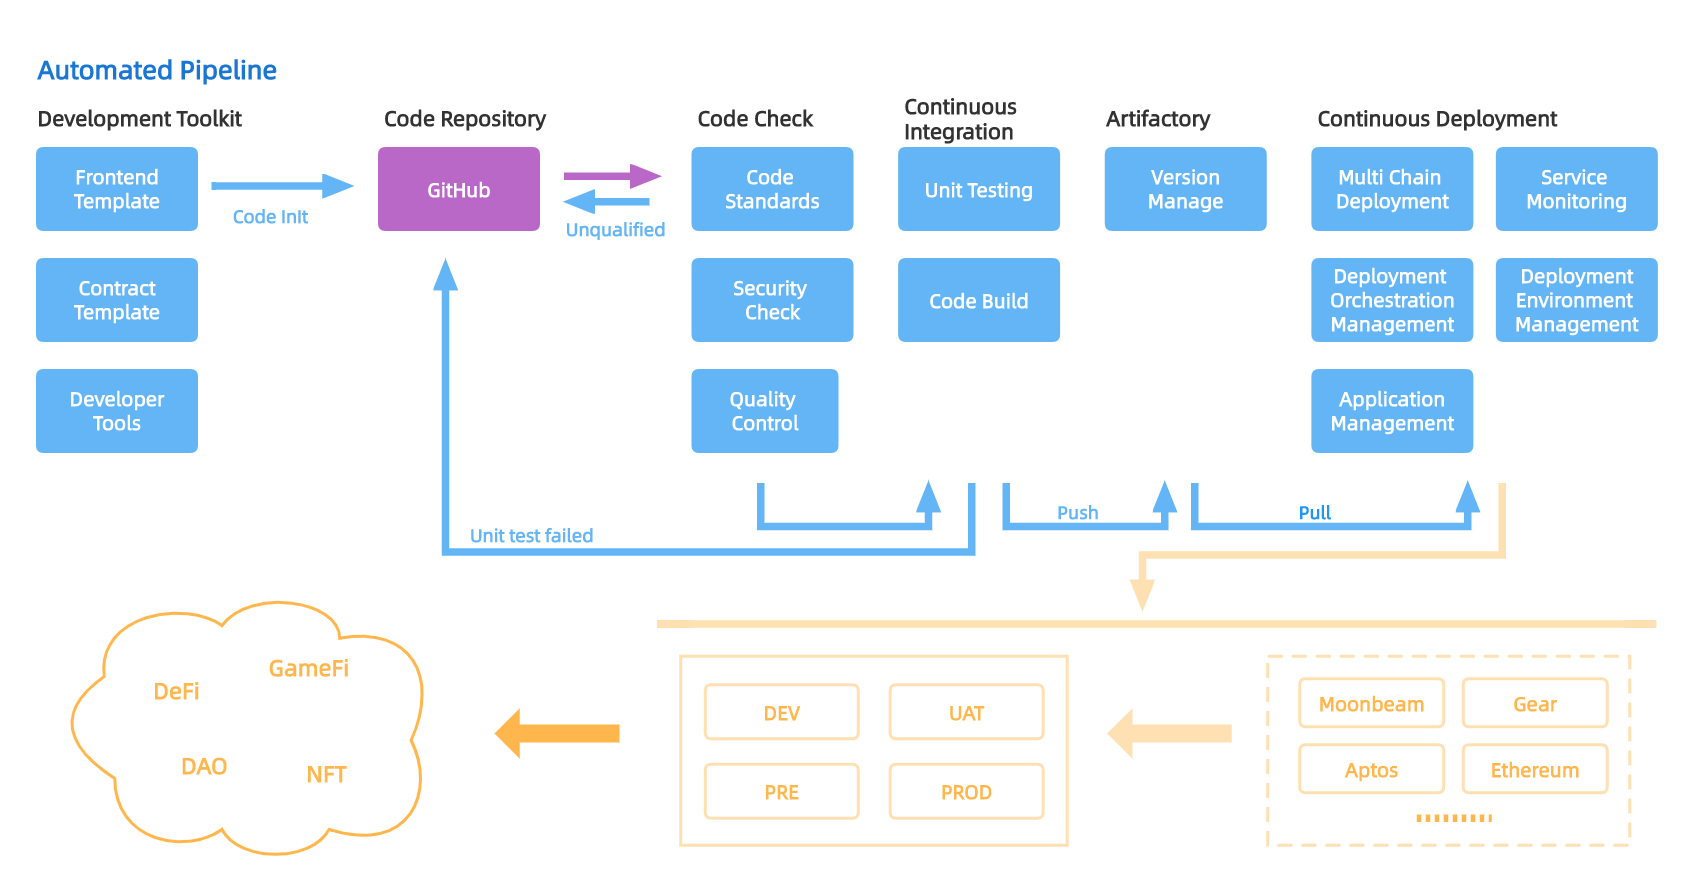 Automated Pipeline
Development Toolkit
Code Repository
Code Check
Continuous
Integration
Artifactory
Continuous Deployment
Frontend
Template
Code InIt
GitHub
Unqualified
Code
Standards
Unit Testing
Version
Manage
Multi Chain
Deployment
Service
Monitoring
Contract
Template
Security
Check
Code Build
Deployment
Orchestration
Management
Deployment
Environment
Management
Developer
Tools
Quality
Control
Application
Management
Unit test failed
Push
Pull
DeFi
GameFi
DAO
NFT
DEV
UAT
PRE
PROD
Moonbeam
Gear
Aptos
Ethereum